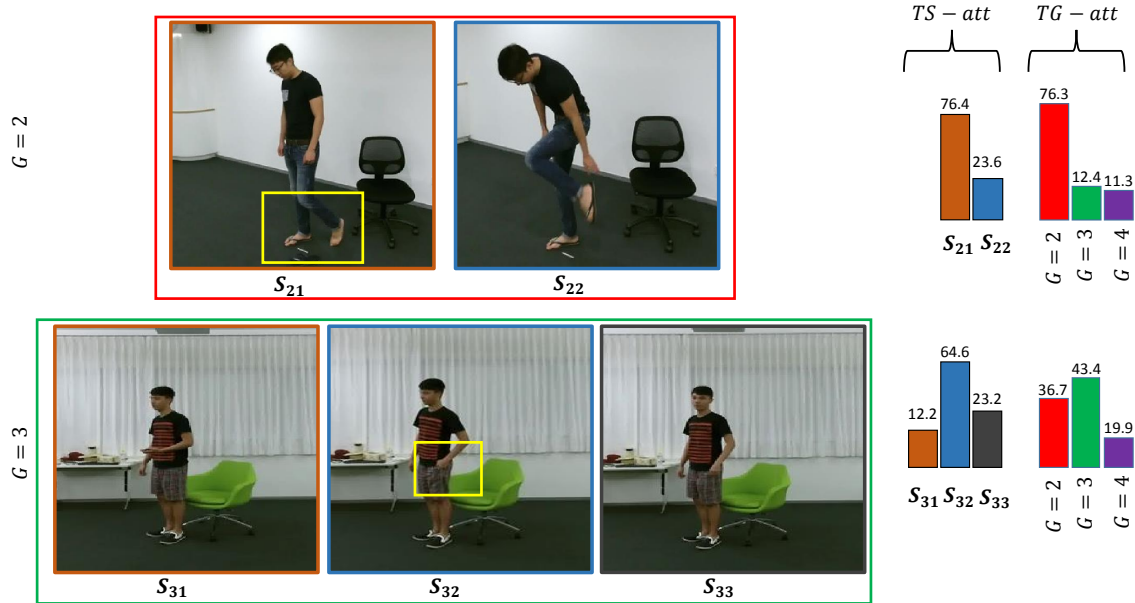 TS − att
TG − att
G = 2
76.4
23.6
S21 S22
76.3
12.4
11.3
G = 2
G = 3
G = 4
S21
S22
G = 3
12.2
64.6
23.2
S31 S32 S33
36.7
43.4
19.9
G = 2
G = 3
G = 4
S31
S32
S33